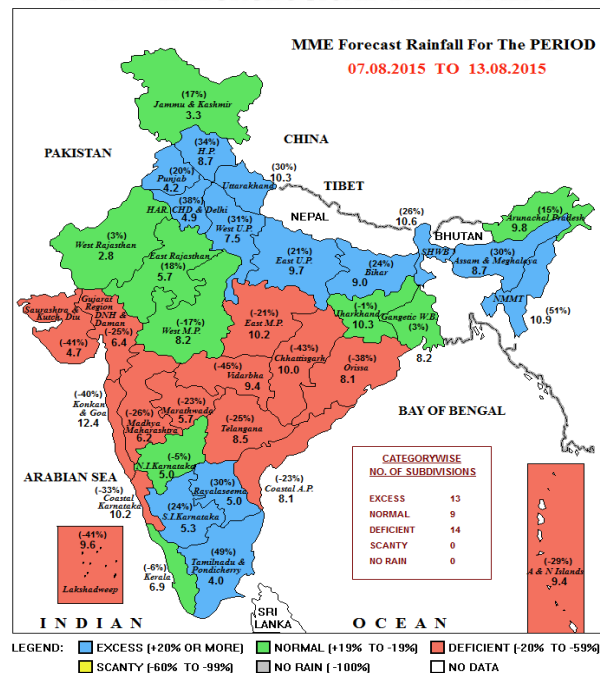 MME Forecast Rainfall For The PERIOD
07.08.2015 TO 13.08.2015
(17%)
Jammu & Kashmir
3.3
CHINA
(34%)
H.P.
8.7
PAKISTAN
(20%)
Punjab
4.2
(30%)
10.3
Uttarakhand
TIBET
(38%)
HAR. CHD & Delhi
4.9
(31%)
West U.P.
7.5
NEPAL
(26%)
10.6
SHWB
BHUTAN
(15%)
Arunachal Pradesh
9.8
(3%)
West Rajasthan
2.8
East Rajasthan
(18%)
5.7
(21%)
East U.P.
9.7
(24%)
Bihar
9.0
(30%)
Assam & Meghalaya
8.7
NMMT
(51%)
10.9
Gujarat
Region
DNH &
Daman
(-25%)
6.4
Saurashtra &
Kutch, Diu
(-41%)
4.7
(-17%)
West M.P.
8.2
(-21%)
East M.P.
10.2
(-1%)
Jharkhand
10.3
Gangetic W.B.
(3%)
8.2
(-43%)
Chhattisgarh
10.0
(-38%)
Orissa
8.1
(-45%)
Vidarbha
9.4
(-40%)
Konkan
and Goa
12.4
(-23%)
Marathwada
5.7
(-26%)
Madhya
Maharashtra
6.2
(-25%)
Telangana
8.5
BAY OF BENGAL
(-5%)
N.I.Karnataka
5.0
(-23%)
Coastal A.P.
8.1
ARABIAN SEA
(-33%)
Coastal
Karnataka
10.2
(30%)
Rayalaseema
5.0
(24%)
S.I.Karnataka
5.3
CATEGORYWISE
NO. OF SUBDIVISIONS
EXCESS 13
NORMAL 9
DEFICIENT 14
SCANTY 0
NO RAIN 0
(-41%)
9.6
Lakshadweep
(-6%)
Kerala
6.9
(49%)
Tamilnadu &
Pondicherry
4.0
(-29%)
A & N Islands
9.4
SRI
LANKA
INDIAN OCEAN
LEGEND: EXCESS (+20% OR MORE) NORMAL (+19% TO -19%) DEFICIENT (-20% TO -59%)
SCANTY (-60% TO -99%) NO RAIN (-100%) NO DATA